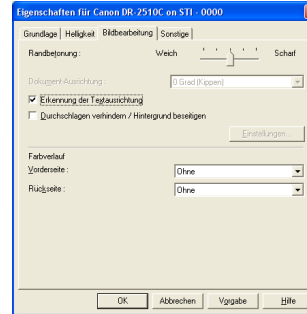 Eigenschaften für Canon DR-2510C on STI - 0000
Grundlage Helligkeit Bildbearbeitung Sonstige
Randbetonung : Weich Scharf
Dokument-Ausrichtung : 0 Grad (Kippen)
Erkennung der Textausrichtung
Durchschlagen verhindern / Hintergrund beseitigen
Einstellungen...
Farbverlauf
Vorderseite : Ohne
Rückseite : Ohne
OK Abbrechen Vorgabe Hilfe